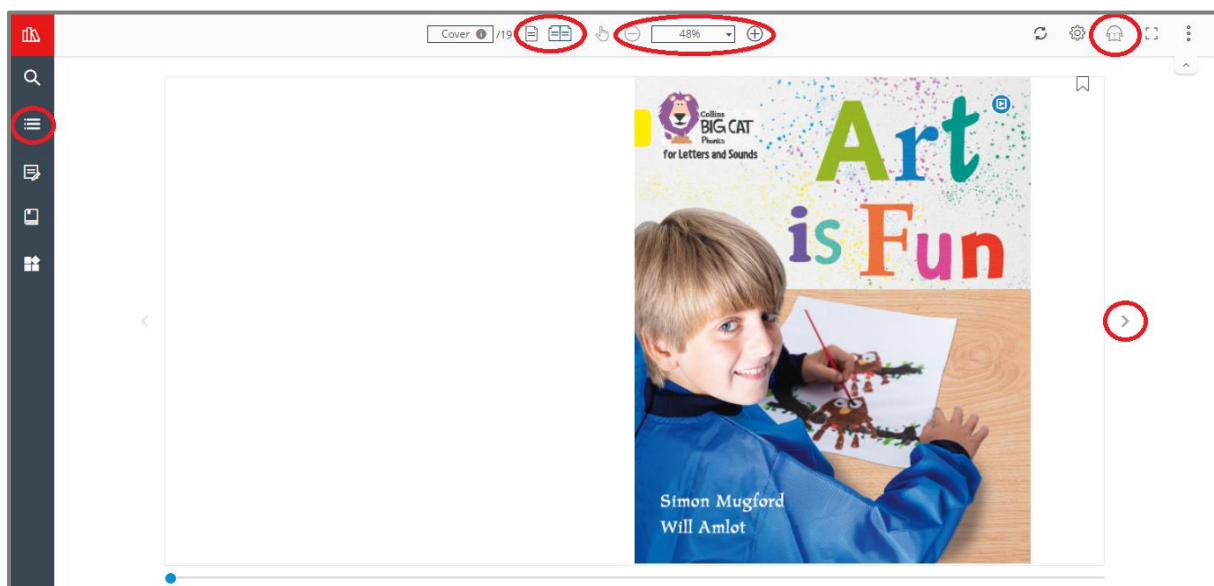 Cover /19
48%
Collins
BIG CAT
Phonics
for Letters and Sounds
Art
is Fun
Simon Mugford
Will Amlot